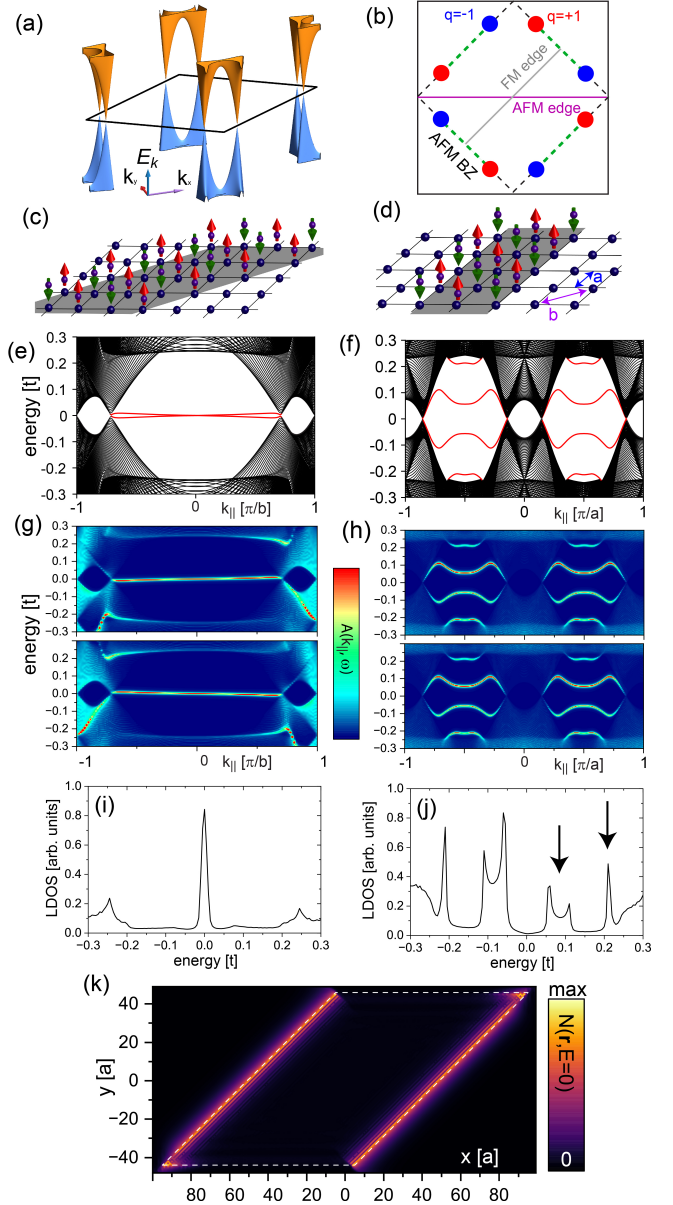 (a)
E_k
k_y
k_x
(b)
q=-1
q=+1
FM edge
AFM edge
AFM BZ
(c)
(d)
a
b
(e)
energy [t]
0.3
0.2
0.1
0
-0.1
-0.2
-0.3
-1
0
1
k_|| [π/b]
(f)
0.3
0.2
0.1
0
-0.1
-0.2
-0.3
-1
0
1
k_|| [π/a]
(g)
energy [t]
0.3
0.2
0.1
0.0
-0.1
-0.2
-0.3
0.3
0.2
0.1
0.0
-0.1
-0.2
-0.3
-1
0
1
k_|| [π/b]
A(k_||, ω)
(h)
0.3
0.2
0.1
0.0
-0.1
-0.2
-0.3
0.3
0.2
0.1
0.0
-0.1
-0.2
-0.3
-1
0
1
k_|| [π/a]
(i)
LDOS [arb. units]
1.0
0.8
0.6
0.4
0.2
0.0
-0.3 -0.2 -0.1 0.0 0.1 0.2 0.3
energy [t]
(j)
LDOS [arb. units]
1.0
0.8
0.6
0.4
0.2
0.0
-0.3 -0.2 -0.1 0.0 0.1 0.2 0.3
energy [t]
(k)
y [a]
40
20
0
-20
-40
80 60 40 20 0 20 40 60 80
x [a]
max
N(r,E=0)
0